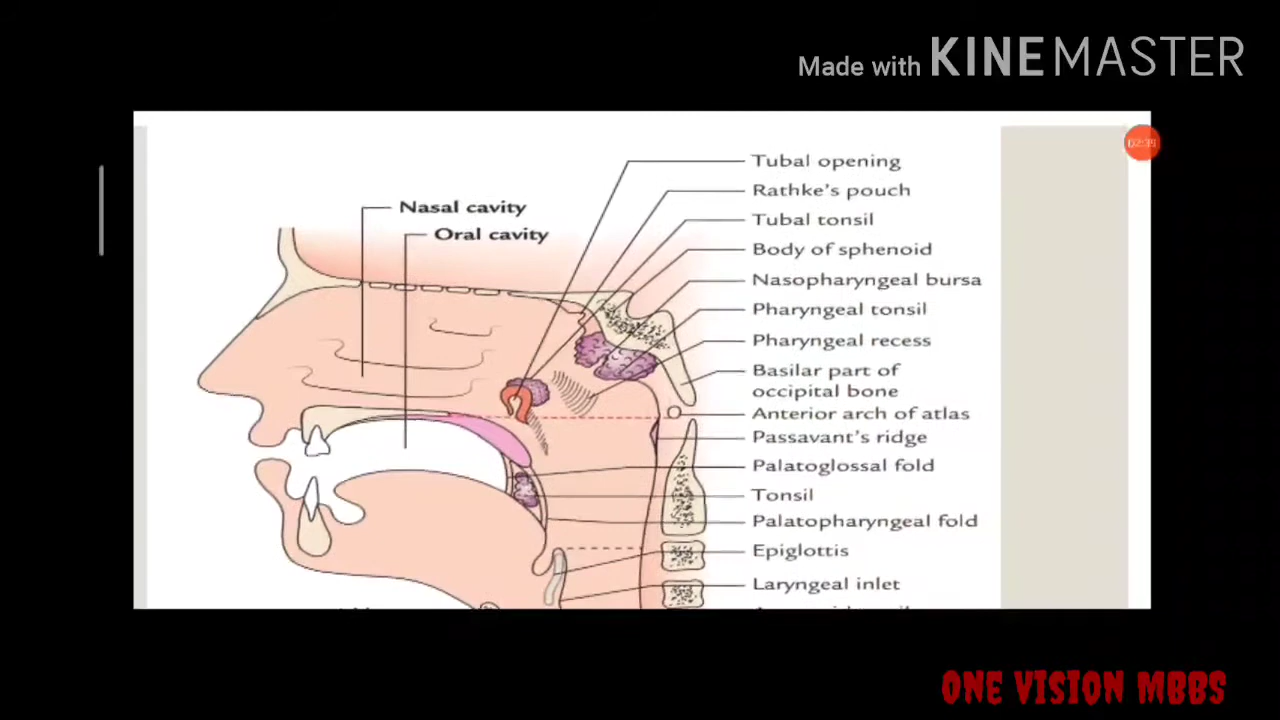 Made with KINEMASTER
02:39
Tubal opening
Rathke's pouch
Nasal cavity
Tubal tonsil
Oral cavity
Body of sphenoid
Nasopharyngeal bursa
Pharyngeal tonsil
Pharyngeal recess
Basilar part of
occipital bone
Anterior arch of atlas
Passavant's ridge
Palatoglossal fold
Tonsil
Palatopharyngeal fold
Epiglottis
Laryngeal inlet
ONE VISION MBBS